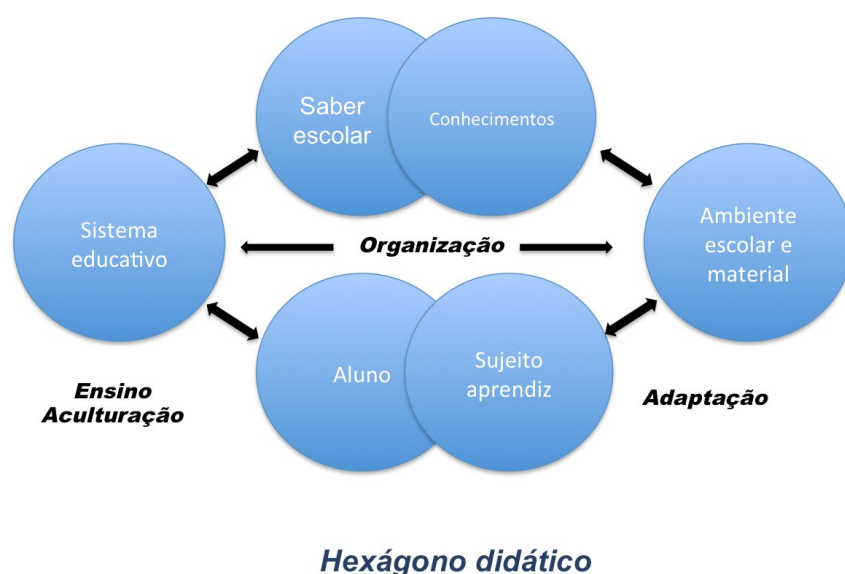 Saber
escolar
Conhecimentos
Sistema
educativo
Organização
Ambiente
escolar e
material
Aluno
Sujeito
aprendiz
Ensino
Aculturação
Adaptação
Hexágono didático